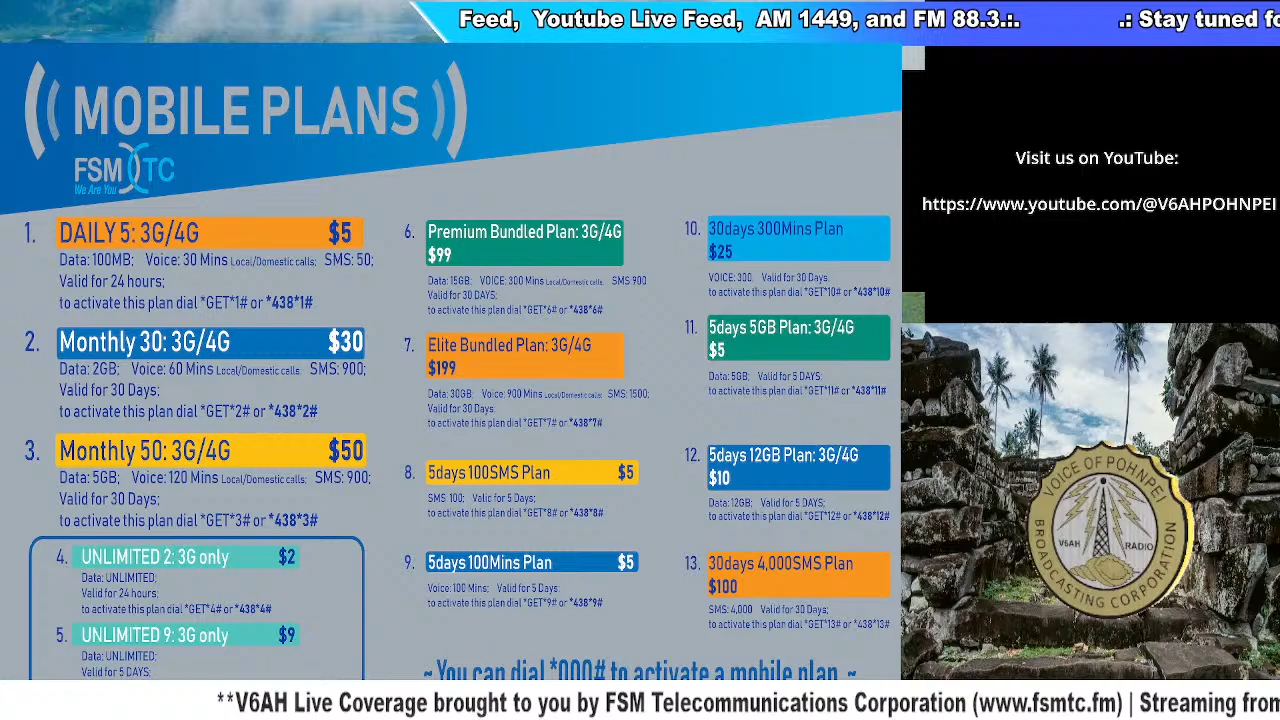 Feed, Youtube Live Feed, AM 1449, and FM 88.3.:. .: Stay tuned fo
MOBILE PLANS
FSMTC
We Are You
1. DAILY 5: 3G/4G $5
Data: 100MB; Voice: 30 Mins Local/Domestic calls; SMS: 50;
Valid for 24 hours;
to activate this plan dial *GET*1# or *438*1#
2. Monthly 30: 3G/4G $30
Data: 2GB; Voice: 60 Mins Local/Domestic calls; SMS: 900;
Valid for 30 Days;
to activate this plan dial *GET*2# or *438*2#
3. Monthly 50: 3G/4G $50
Data: 5GB; Voice: 120 Mins Local/Domestic calls; SMS: 900;
Valid for 30 Days;
to activate this plan dial *GET*3# or *438*3#
4. UNLIMITED 2: 3G only $2
Data: UNLIMITED;
Valid for 24 hours;
to activate this plan dial *GET*4# or *438*4#
5. UNLIMITED 9: 3G only $9
Data: UNLIMITED;
Valid for 5 DAYS;
6. Premium Bundled Plan: 3G/4G
$99
Data: 15GB; VOICE: 300 Mins Local/Domestic calls; SMS 900
Valid for 30 DAYS;
to activate this plan dial *GET*6# or *438*6#
7. Elite Bundled Plan: 3G/4G
$199
Data: 30GB; Voice: 900 Mins Local/Domestic calls; SMS: 1500;
Valid for 30 Days;
to activate this plan dial *GET*7# or *438*7#
8. 5days 100SMS Plan $5
SMS 100; Valid for 5 Days;
to activate this plan dial *GET*8# or *438*8#
9. 5days 100Mins Plan $5
Voice: 100 Mins; Valid for 5 Days;
to activate this plan dial *GET*9# or *438*9#
~ You can dial *000# to activate a mobile plan ~
10. 30days 300Mins Plan
$25
VOICE: 300 Valid for 30 Days;
to activate this plan dial *GET*10# or *438*10#
11. 5days 5GB Plan: 3G/4G
$5
Data: 5GB; Valid for 5 DAYS;
to activate this plan dial *GET*11# or *438*11#
12. 5days 12GB Plan: 3G/4G
$10
Data: 12GB; Valid for 5 DAYS;
to activate this plan dial *GET*12# or *438*12#
13. 30days 4,000SMS Plan
$100
SMS: 4,000 Valid for 30 Days;
to activate this plan dial *GET*13# or *438*13#
Visit us on YouTube:
https://www.youtube.com/@V6AHPOHNPEI
VOICE OF POHNPEI
V6AH RADIO
BROADCASTING CORPORATION
**V6AH Live Coverage brought to you by FSM Telecommunications Corporation (www.fsmtc.fm) | Streaming from